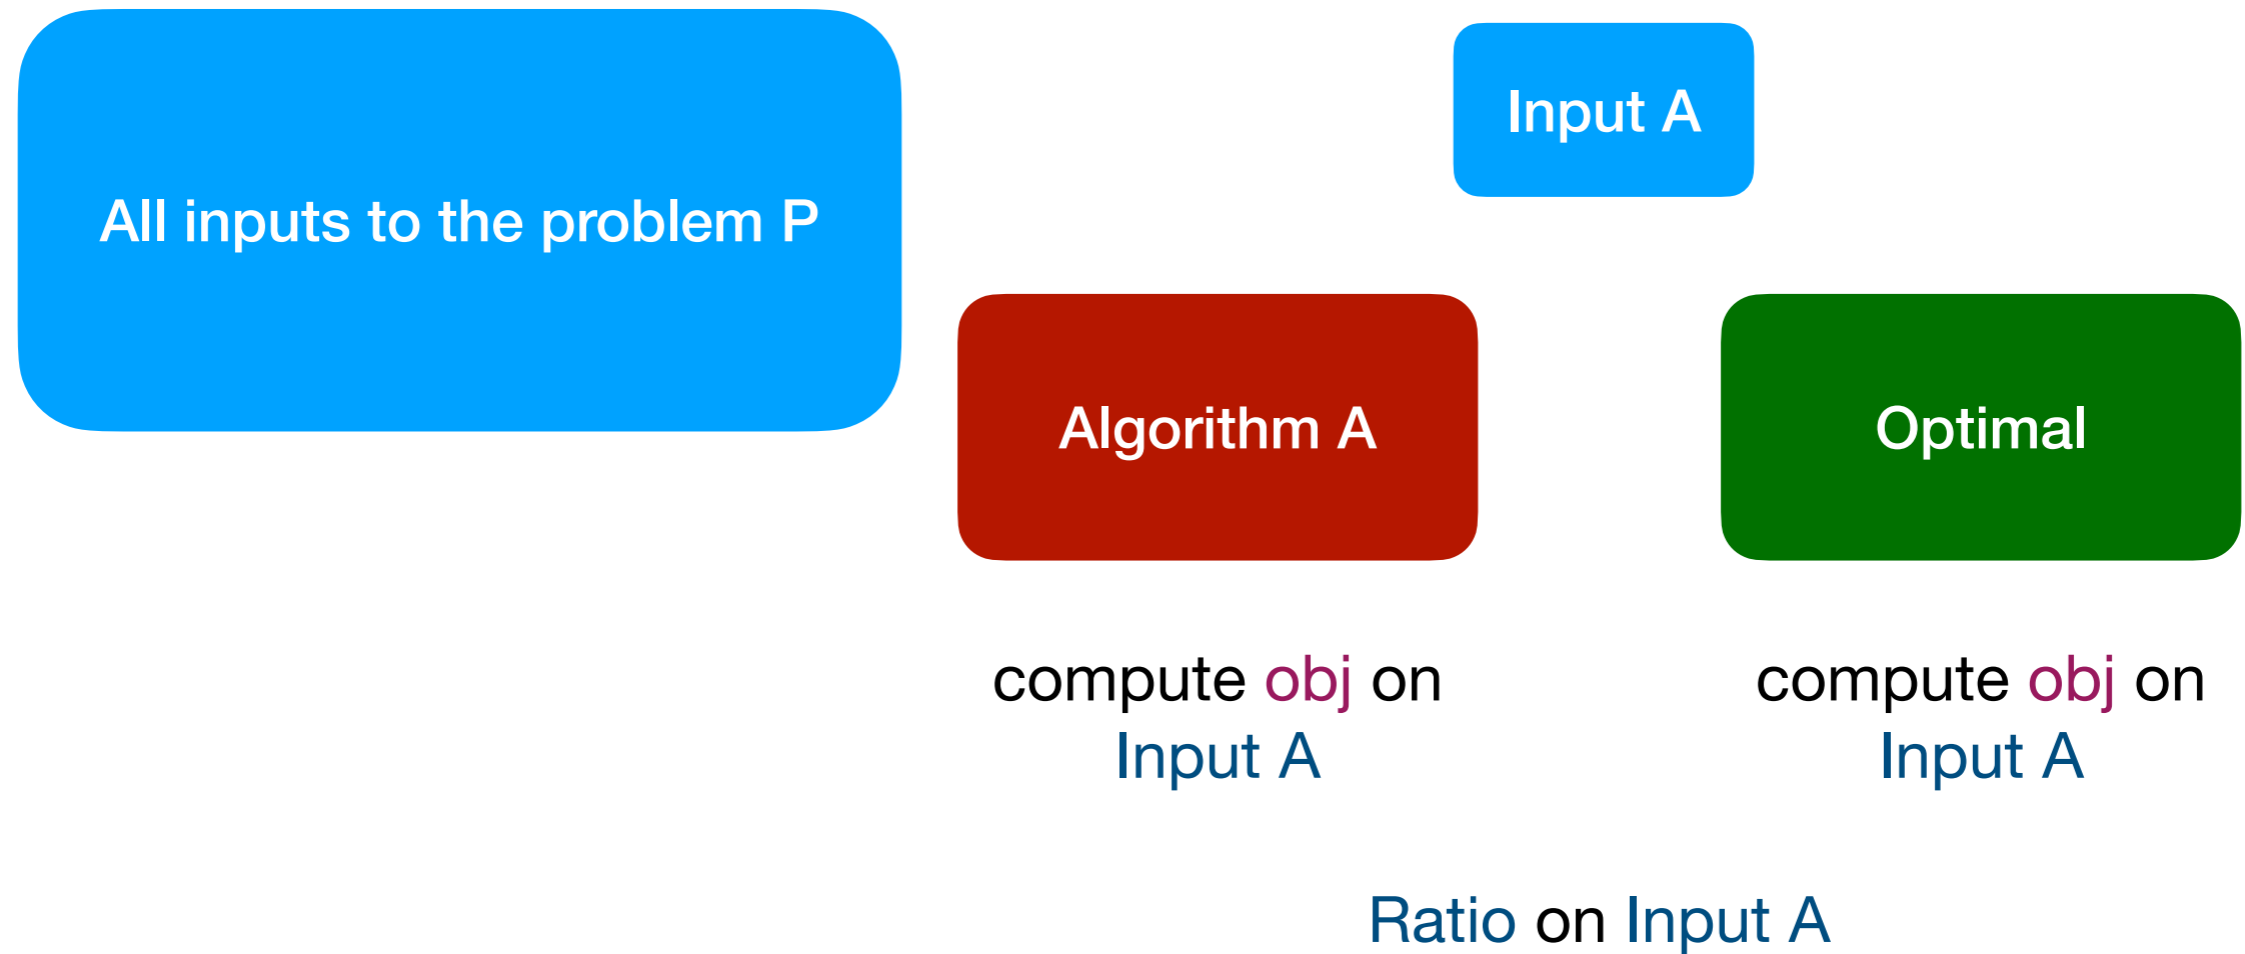 All inputs to the problem P
Input A
Algorithm A
Optimal
compute obj on
Input A
compute obj on
Input A
Ratio on Input A